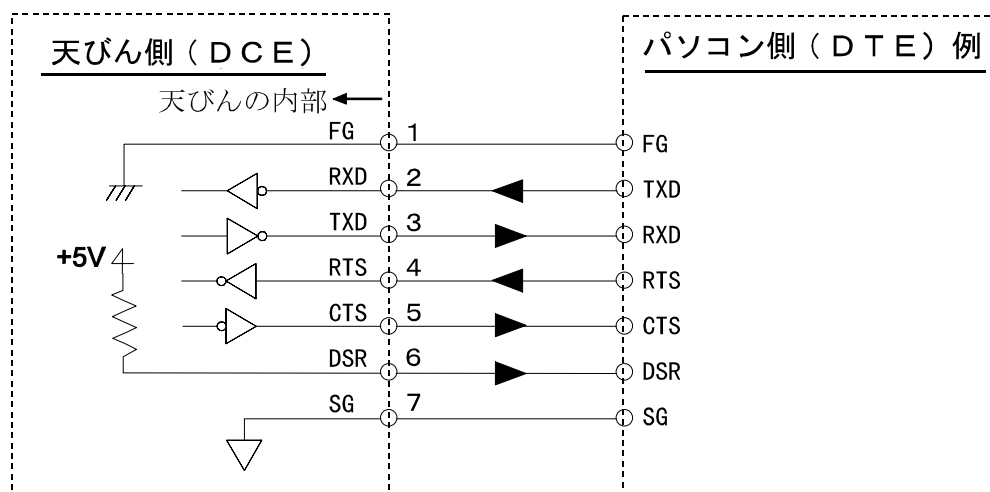 天びん側（ＤＣＥ）
パソコン側（ＤＴＥ）例
天びんの内部
FG 1 FG
RXD 2 TXD
TXD 3 RXD
+5V
RTS 4 RTS
CTS 5 CTS
DSR 6 DSR
SG 7 SG